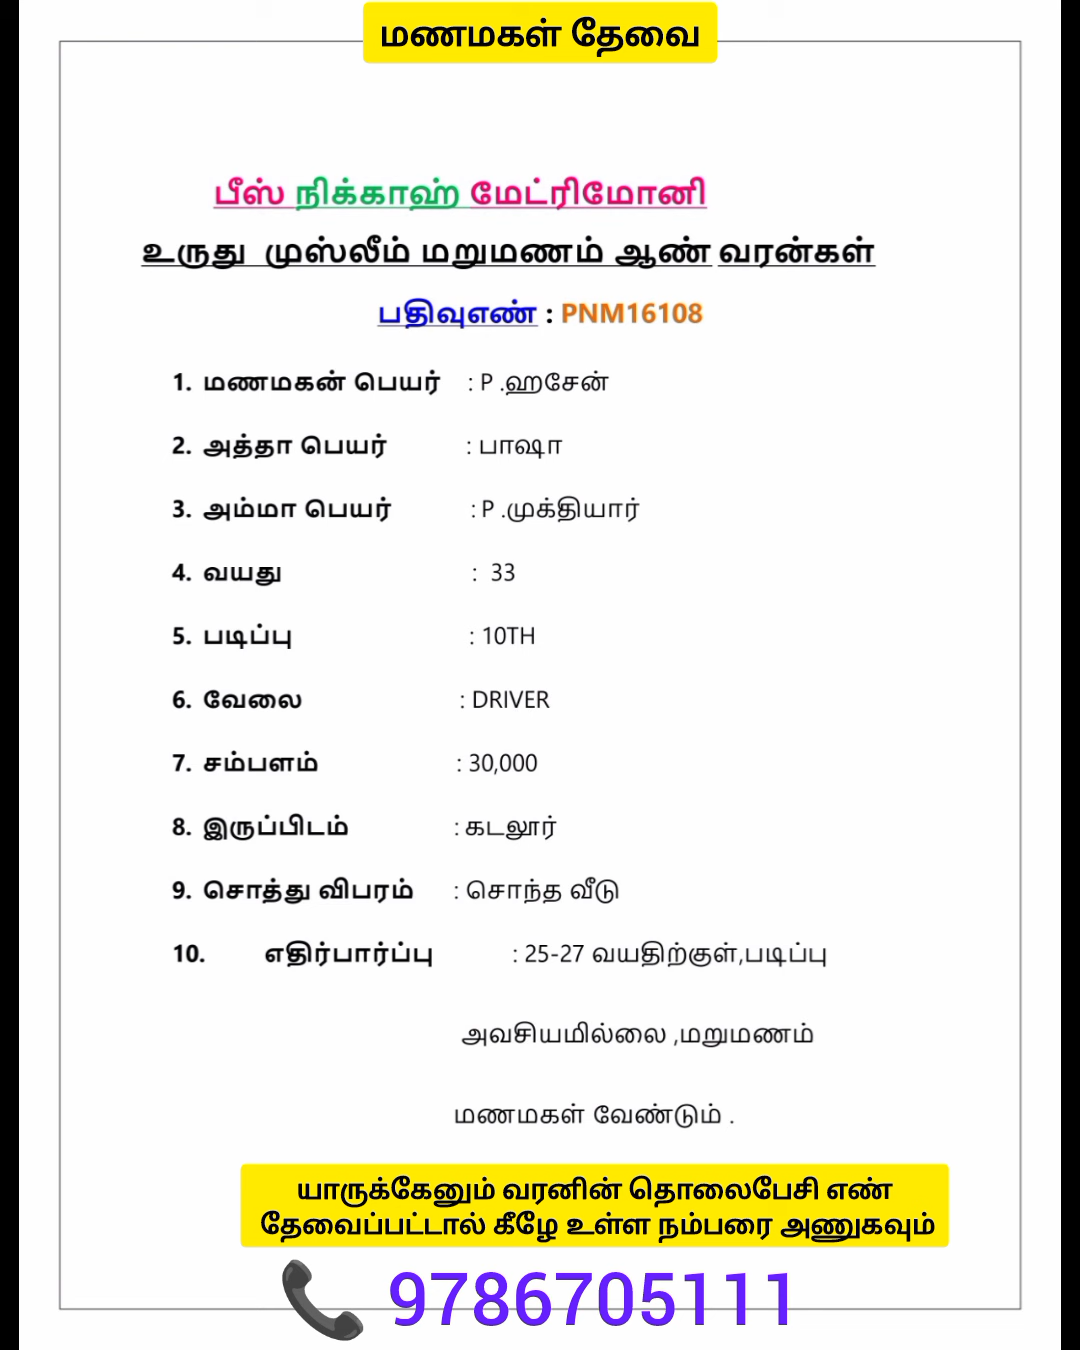 மணமகள் தேவை
பீஸ் நிக்காஹ் மேட்ரிமோனி
உருது முஸ்லீம் மறுமணம் ஆண் வரன்கள்
பதிவுஎண் : PNM16108
1. மணமகன் பெயர் : P .ஹசேன்
2. அத்தா பெயர் : பாஷா
3. அம்மா பெயர் : P .முக்தியார்
4. வயது : 33
5. படிப்பு : 10TH
6. வேலை : DRIVER
7. சம்பளம் : 30,000
8. இருப்பிடம் : கடலூர்
9. சொத்து விபரம் : சொந்த வீடு
10. எதிர்பார்ப்பு : 25-27 வயதிற்குள்,படிப்பு
அவசியமில்லை ,மறுமணம்
மணமகள் வேண்டும் .
யாருக்கேனும் வரனின் தொலைபேசி எண்
தேவைப்பட்டால் கீழே உள்ள நம்பரை அணுகவும்
9786705111